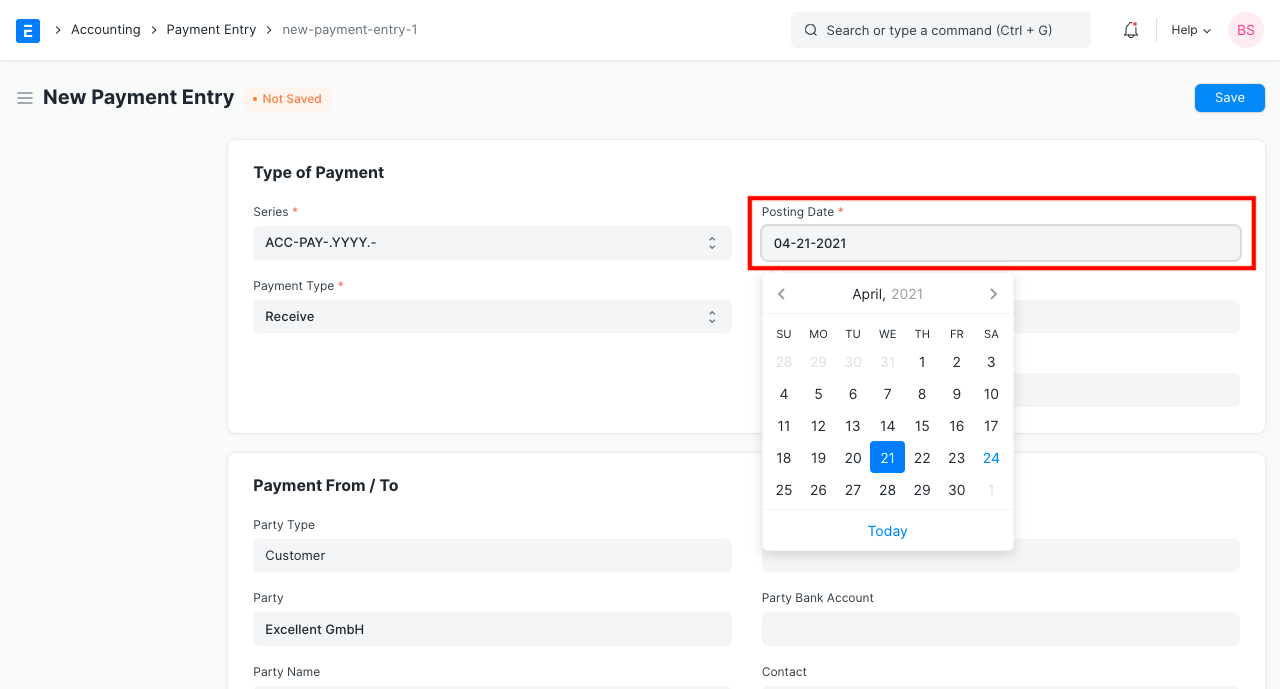 E
Accounting
Payment Entry
new-payment-entry-1
Search or type a command (Ctrl + G)
Help
BS
New Payment Entry
• Not Saved
Save
Type of Payment
Series *
ACC-PAY-.YYYY.-
Posting Date *
04-21-2021
Payment Type *
Receive
April, 2021
SU MO TU WE TH FR SA
28 29 30 31 1 2 3
4 5 6 7 8 9 10
11 12 13 14 15 16 17
18 19 20 21 22 23 24
25 26 27 28 29 30 1
Today
Payment From / To
Party Type
Customer
Party
Excellent GmbH
Party Bank Account
Party Name
Contact